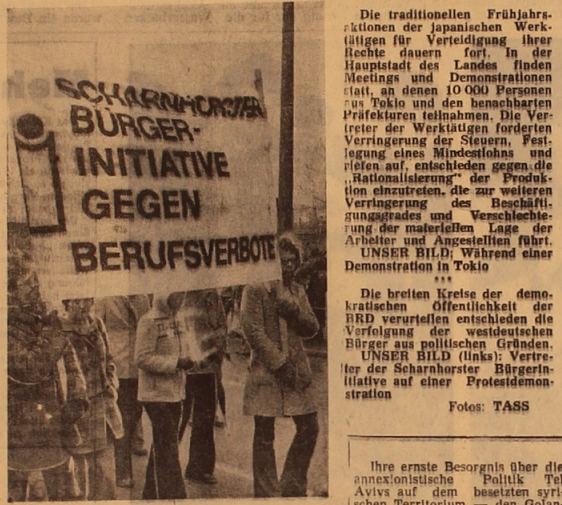 SCHARNHORSTER
BÜRGER-
INITIATIVE
GEGEN
BERUFSVERBOTE
Die traditionellen Frühjahrs-
aktionen der japanischen Werk-
tätigen für Verteidigung ihrer
Rechte dauern fort. In der
Hauptstadt des Landes finden
Meetings und Demonstrationen
statt, an denen 10 000 Personen
aus Tokio und den benachbarten
Präfekturen teilnahmen. Die Ver-
treter der Werktätigen forderten
Verringerung der Steuern, Fest-
legung eines Mindestlohns und
riefen auf, entschieden gegen die
„Rationalisierung" der Produk-
tion einzutreten, die zur weiteren
Verringerung des Beschäfti-
gungsgrades und Verschlechte-
rung der materiellen Lage der
Arbeiter und Angestellten führt.
UNSER BILD: Während einer
Demonstration in Tokio
***
Die breiten Kreise der demo-
kratischen Öffentlichkeit der
BRD verurteilen entschieden die
Verfolgung der westdeutschen
Bürger aus politischen Gründen.
UNSER BILD (links): Vertre-
ter der Scharnhorster Bürgerin-
itiative auf einer Protestdemon-
stration
Fotos: TASS
Ihre ernste Besorgnis über die
annexionistische Politik Tel
Avivs auf dem besetzten syri-
schen Territorium — den Golan-